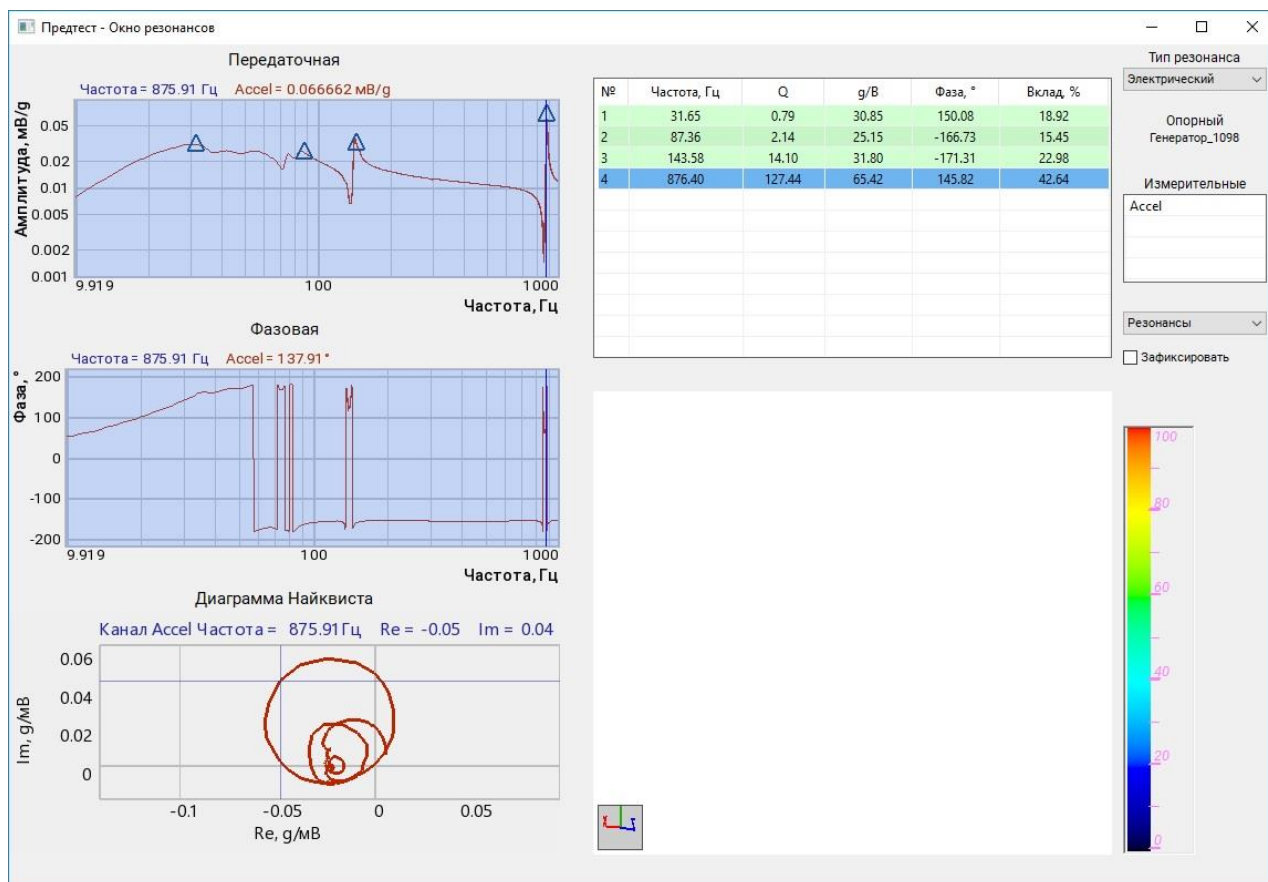 Предтест - Окно резонансов
Передаточная
Частота = 875.91 Гц Accel = 0.066662 мВ/g
Амплитуда, мВ/g
0.05
0.02
0.01
0.005
0.002
0.001
9.919 100 1000
Частота, Гц
Фазовая
Частота = 875.91 Гц Accel = 137.91°
Фаза, °
200
100
0
-100
-200
9.919 100 1000
Частота, Гц
Диаграмма Найквиста
Канал Accel Частота = 875.91Гц Re = -0.05 Im = 0.04
Im, g/мВ
0.06
0.04
0.02
0
-0.1 -0.05 0 0.05
Re, g/мВ
№ Частота, Гц Q g/В Фаза, ° Вклад, %
1 31.65 0.79 30.85 150.08 18.92
2 87.36 2.14 25.15 -166.73 15.45
3 143.58 14.10 31.80 -171.31 22.98
4 876.40 127.44 65.42 145.82 42.64
Тип резонанса
Электрический
Опорный
Генератор_1098
Измерительные
Accel
Резонансы
Зафиксировать
100
80
60
40
20
0